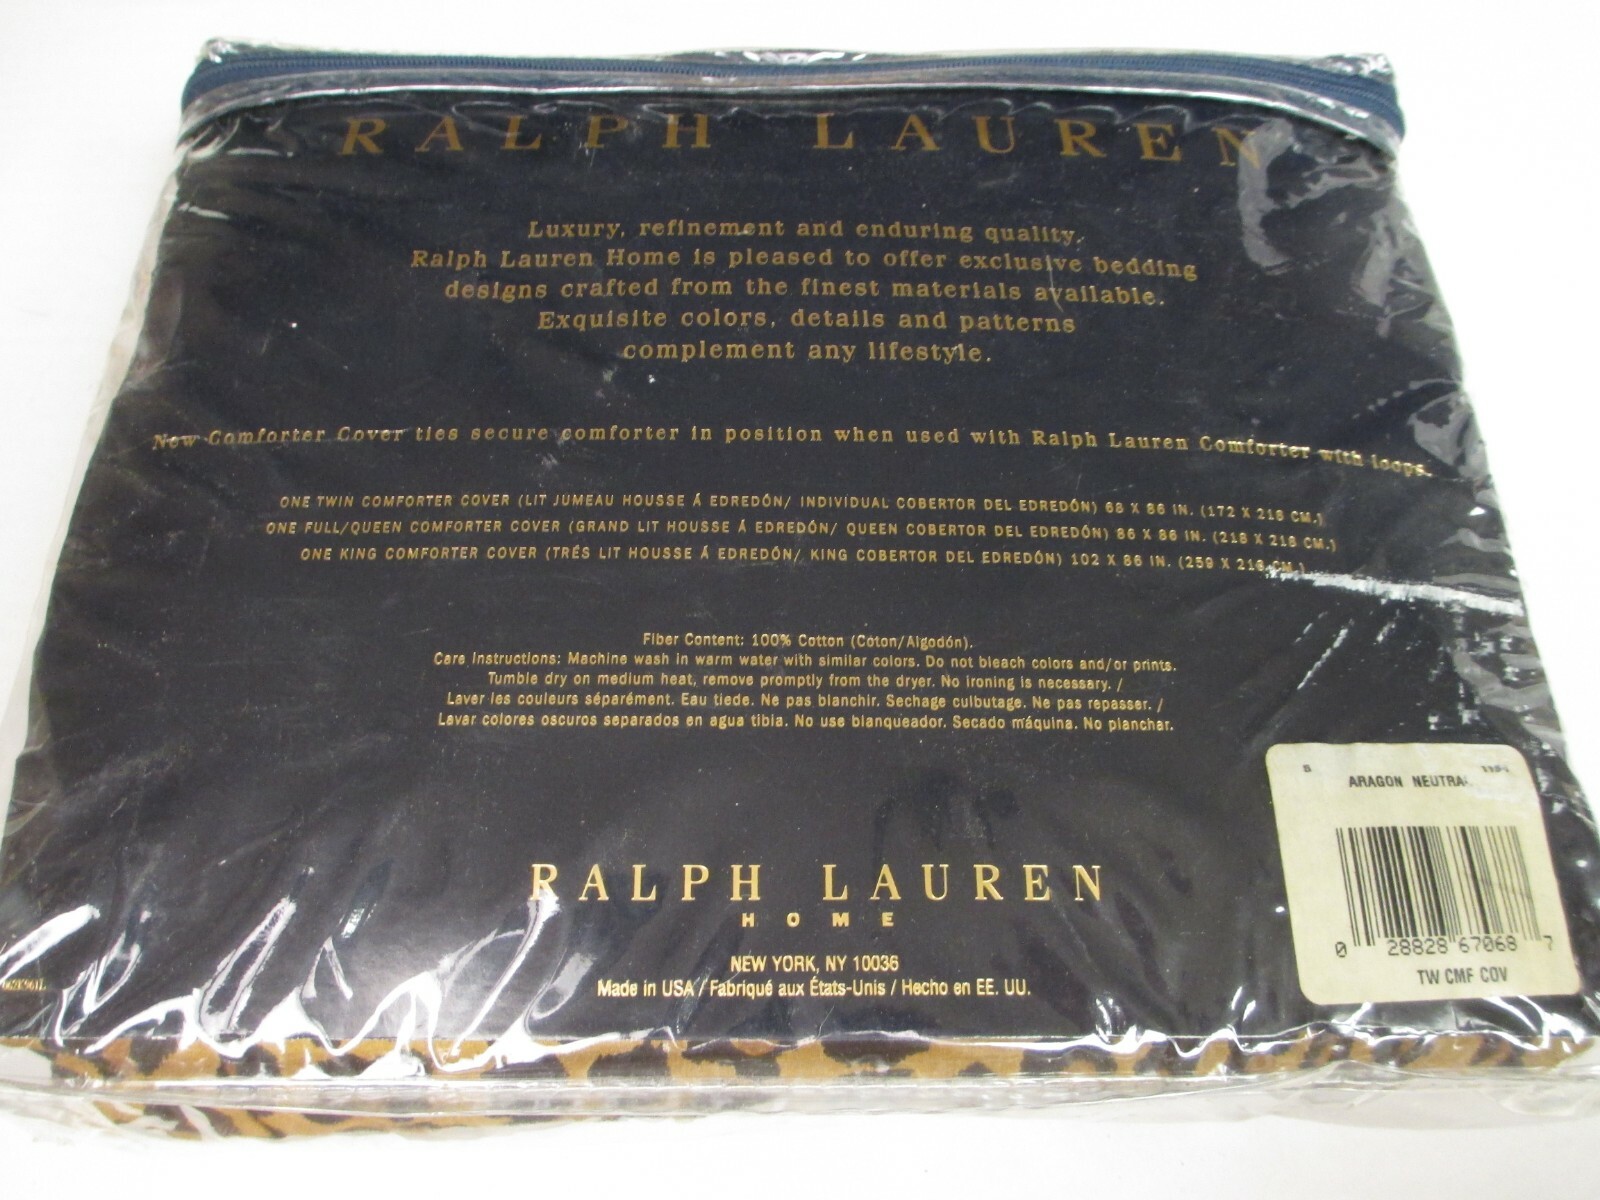 RALPH LAUREN
Luxury, refinement and enduring quality.
Ralph Lauren Home is pleased to offer exclusive bedding
designs crafted from the finest materials available.
Exquisite colors, details and patterns
complement any lifestyle.
New Comforter Cover ties secure comforter in position when used with Ralph Lauren Comforter with loops.
ONE TWIN COMFORTER COVER (LIT JUMEAU HOUSSE Á EDREDÓN/ INDIVIDUAL COBERTOR DEL EDREDÓN) 68 X 86 IN. (172 X 218 CM.)
ONE FULL/QUEEN COMFORTER COVER (GRAND LIT HOUSSE Á EDREDÓN/ QUEEN COBERTOR DEL EDREDÓN) 86 X 86 IN. (218 X 218 CM.)
ONE KING COMFORTER COVER (TRÉS LIT HOUSSE Á EDREDÓN/ KING COBERTOR DEL EDREDÓN) 102 X 86 IN. (259 X 218 CM.)
Fiber Content: 100% Cotton (Cóton/Algodón).
Care Instructions: Machine wash in warm water with similar colors. Do not bleach colors and/or prints.
Tumble dry on medium heat, remove promptly from the dryer. No ironing is necessary. /
Laver les couleurs séparément. Eau tiede. Ne pas blanchir. Sechage culbutage. Ne pas repasser. /
Lavar colores oscuros separados en agua tibia. No use blanqueador. Secado máquina. No planchar.
S
ARAGON NEUTRAL
0 28828 67068 7
TW CMF COV
RALPH LAUREN
HOME
NEW YORK, NY 10036
Made in USA / Fabriqué aux États-Unis / Hecho en EE. UU.